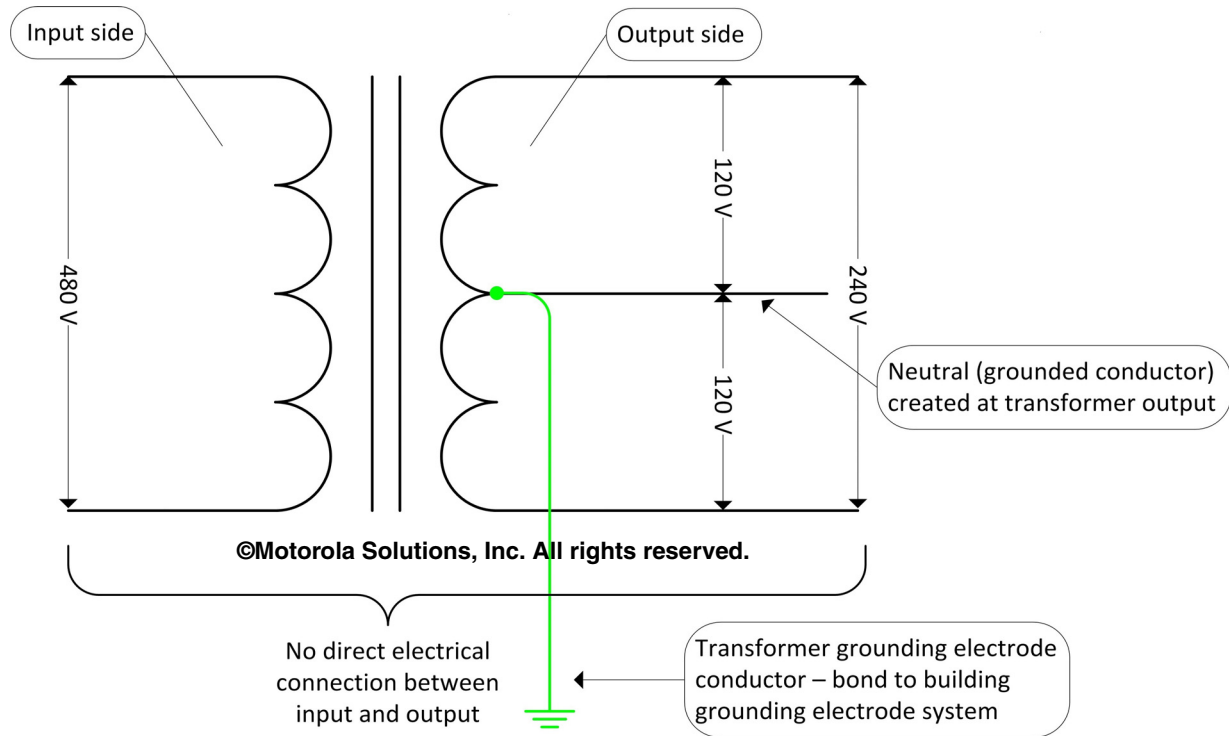 Input side
Output side
480 V
120 V
120 V
240 V
Neutral (grounded conductor)
created at transformer output
©Motorola Solutions, Inc. All rights reserved.
No direct electrical
connection between
input and output
Transformer grounding electrode
conductor – bond to building
grounding electrode system